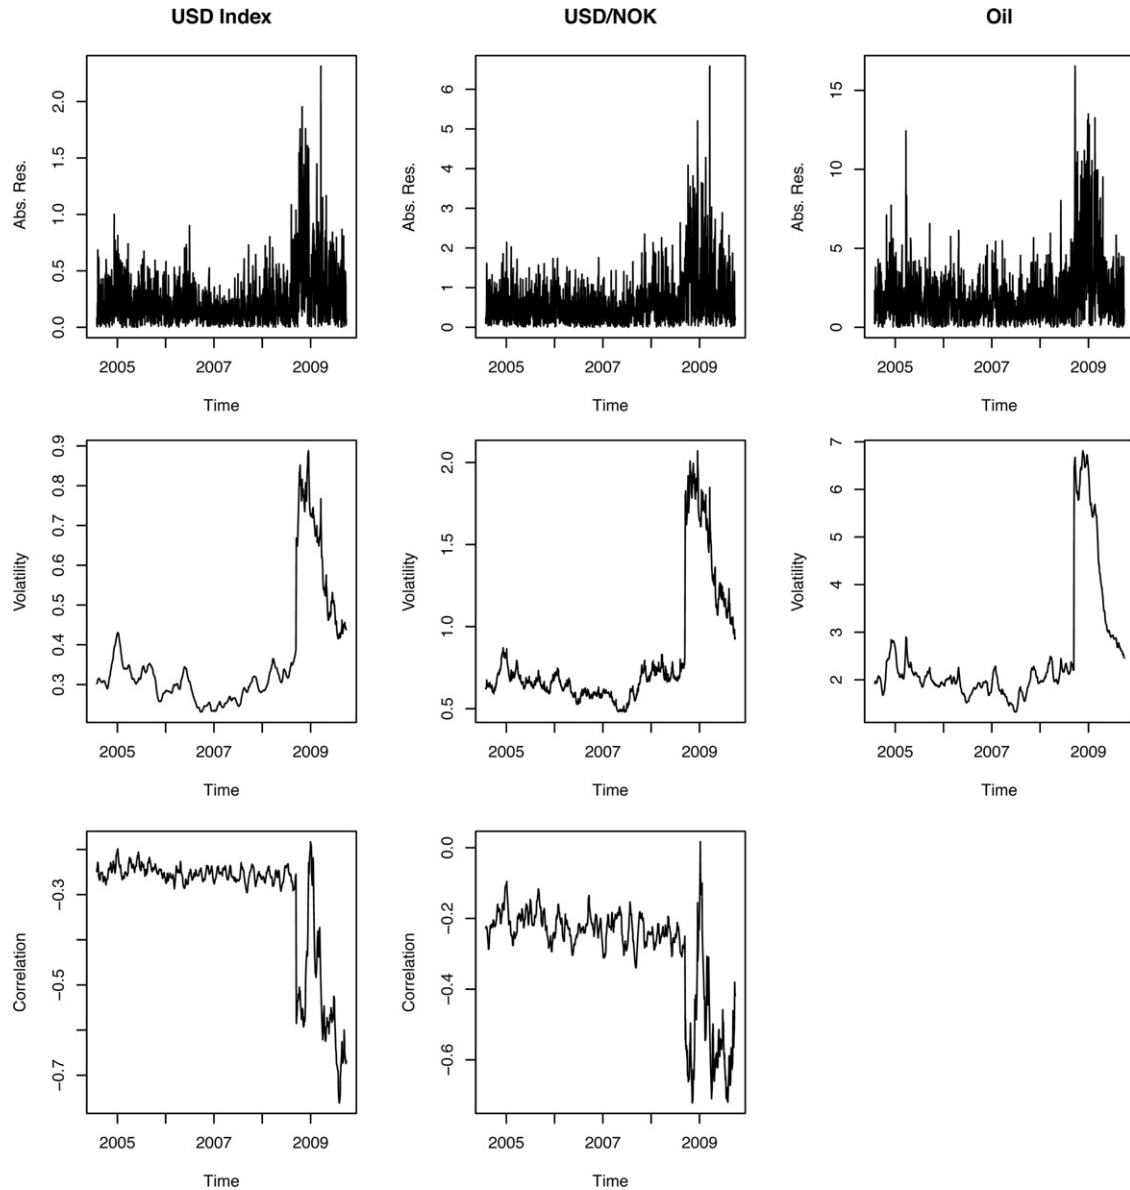 USD Index
USD/NOK
Oil
Abs. Res.
0.0 0.5 1.0 1.5 2.0
2005 2007 2009
Time
Abs. Res.
0 1 2 3 4 5 6
2005 2007 2009
Time
Abs. Res.
0 5 10 15
2005 2007 2009
Time
Volatility
0.3 0.4 0.5 0.6 0.7 0.8 0.9
2005 2007 2009
Time
Volatility
0.5 1.0 1.5 2.0
2005 2007 2009
Time
Volatility
2 3 4 5 6 7
2005 2007 2009
Time
Correlation
−0.7 −0.5 −0.3
2005 2007 2009
Time
Correlation
−0.6 −0.4 −0.2 0.0
2005 2007 2009
Time